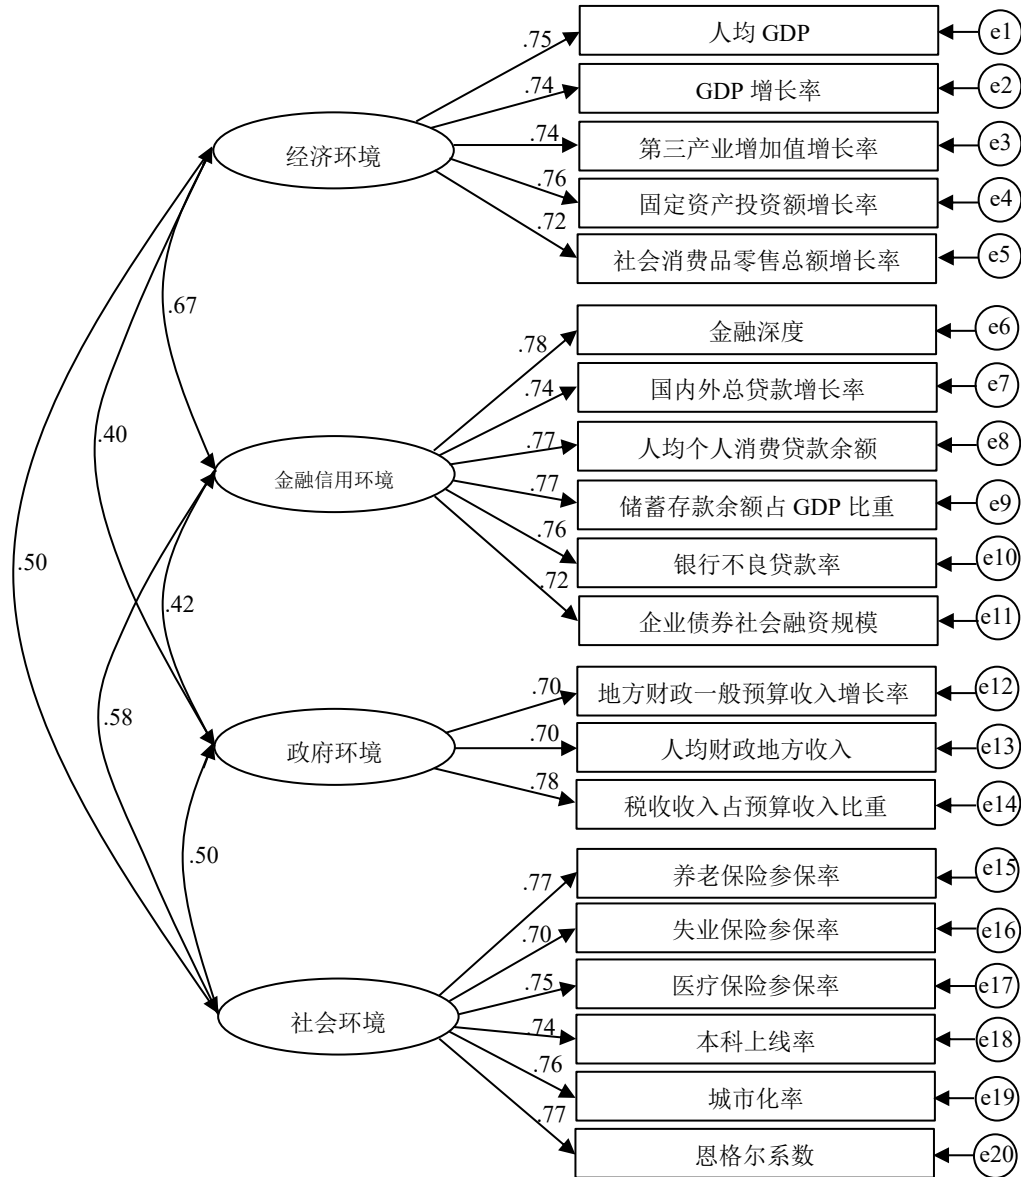 人均 GDP
e1
.75
GDP 增长率
e2
.74
经济环境
第三产业增加值增长率
e3
.74
固定资产投资额增长率
e4
.76
社会消费品零售总额增长率
e5
.72
.67
金融深度
e6
.78
国内外总贷款增长率
e7
.74
.40
人均个人消费贷款余额
e8
.77
金融信用环境
储蓄存款余额占 GDP 比重
e9
.77
银行不良贷款率
e10
.76
.50
.42
企业债券社会融资规模
e11
.72
地方财政一般预算收入增长率
e12
.70
.58
政府环境
人均财政地方收入
e13
.70
税收收入占预算收入比重
e14
.78
.50
养老保险参保率
e15
.77
失业保险参保率
e16
.70
医疗保险参保率
e17
.75
社会环境
本科上线率
e18
.74
城市化率
e19
.76
恩格尔系数
e20
.77